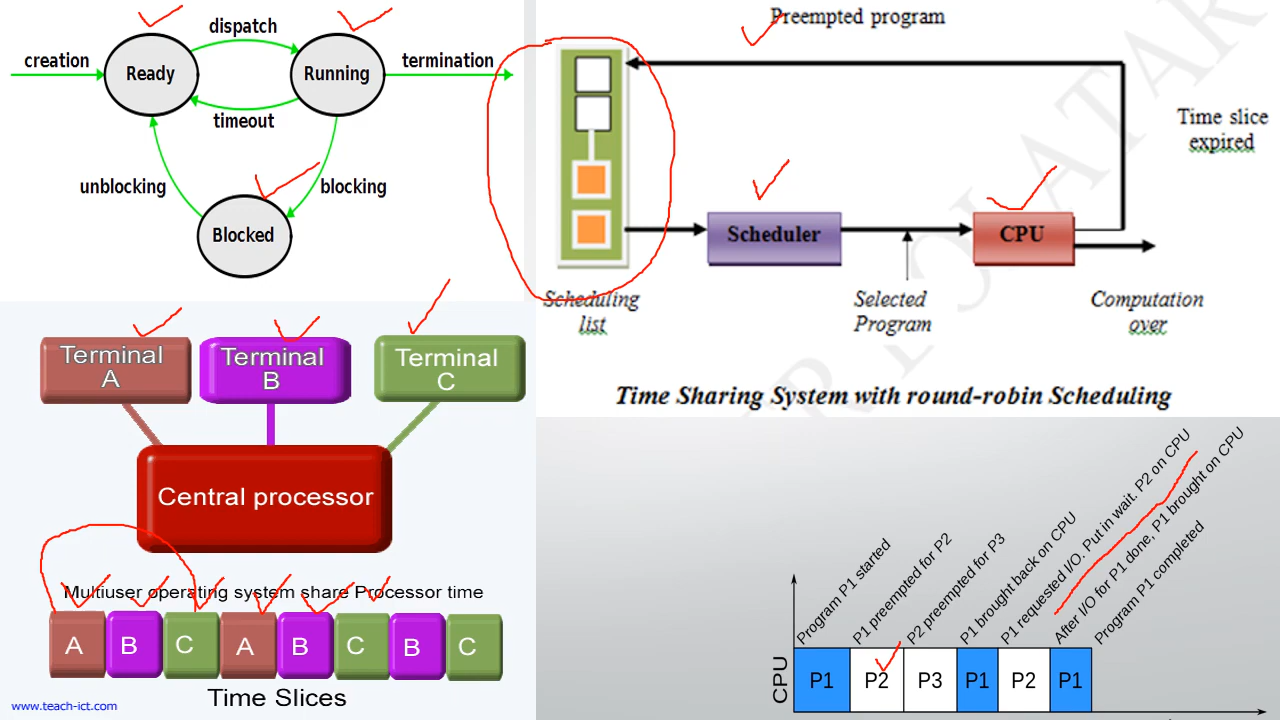 dispatch
creation
Ready
Running
termination
timeout
unblocking
blocking
Blocked
Preempted program
Time slice
expired
Scheduler
CPU
Scheduling
list
Selected
Program
Computation
over
Time Sharing System with round-robin Scheduling
Terminal
A
Terminal
B
Terminal
C
Central processor
Multiuser operating system share Processor time
A B C A B C B C
Time Slices
www.teach-ict.com
Program P1 started
P1 preempted for P2
P2 preempted for P3
P1 brought back on CPU
P1 requested I/O. Put in wait. P2 on CPU
After I/O for P1 done, P1 brought on CPU
Program P1 completed
CPU
P1 P2 P3 P1 P2 P1